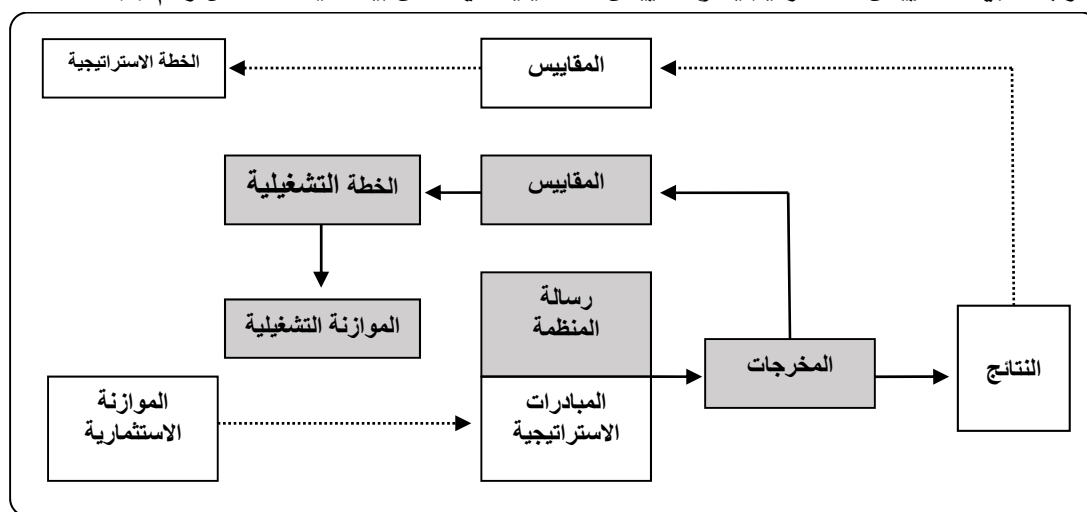 المقاييس
الخطة الاستراتيجية
المقاييس
الخطة التشغيلية
رسالة
المنظمة
الموازنة التشغيلية
النتائج
المخرجات
المبادرات
الاستراتيجية
الموازنة
الاستثمارية